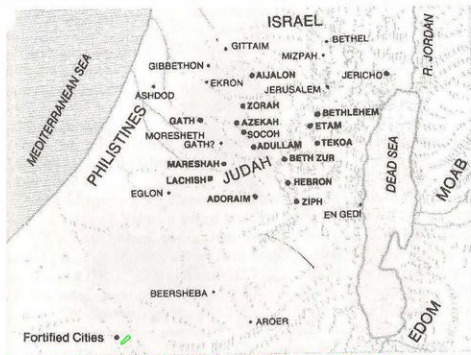 ISRAEL
BETHEL
GITTAIM
MIZPAH
R. JORDAN
GIBBETHON
AIJALON
JERICHO
EKRON
JERUSALEM
ASHDOD
MEDITERRANEAN SEA
ZORAH
BETHLEHEM
GATH
AZEKAH
ETAM
PHILISTINES
MORESHETH
GATH?
SOCOH
ADULLAM
TEKOA
DEAD SEA
MARESHAH
JUDAH
BETH ZUR
MOAB
LACHISH
HEBRON
EGLON
ADORAIM
ZIPH
EN GEDI
BEERSHEBA
AROER
EDOM
Fortified Cities